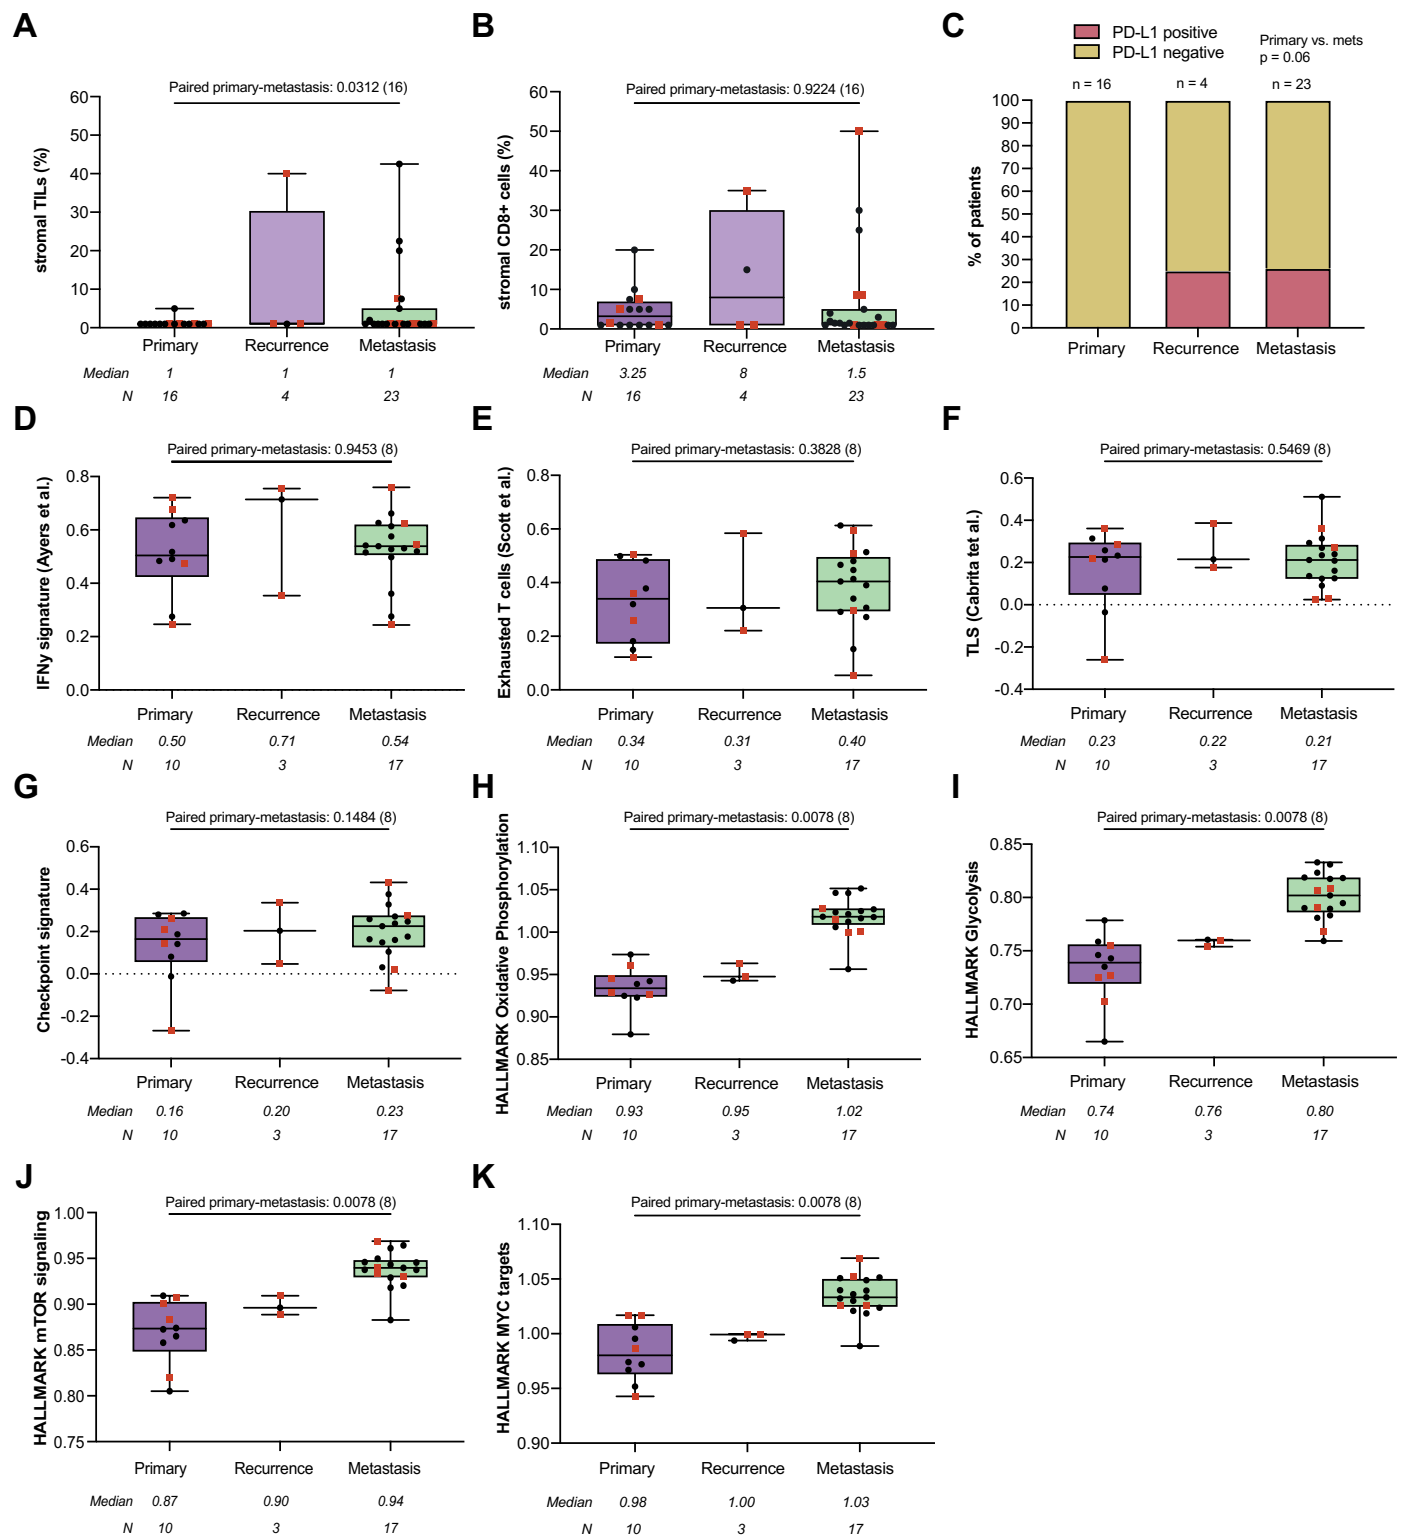 A
Paired primary-metastasis: 0.0312 (16)
stromal TILs (%)
60
50
40
30
20
10
0
Primary Recurrence Metastasis
Median 1 1 1
N 16 4 23
B
Paired primary-metastasis: 0.9224 (16)
stromal CD8+ cells (%)
60
50
40
30
20
10
0
Primary Recurrence Metastasis
Median 3.25 8 1.5
N 16 4 23
C
PD-L1 positive
PD-L1 negative
Primary vs. mets
p = 0.06
n = 16 n = 4 n = 23
% of patients
100
90
80
70
60
50
40
30
20
10
0
Primary Recurrence Metastasis
D
Paired primary-metastasis: 0.9453 (8)
IFNy signature (Ayers et al.)
0.8
0.6
0.4
0.2
0.0
Primary Recurrence Metastasis
Median 0.50 0.71 0.54
N 10 3 17
E
Paired primary-metastasis: 0.3828 (8)
Exhausted T cells (Scott et al.)
0.8
0.6
0.4
0.2
0.0
Primary Recurrence Metastasis
Median 0.34 0.31 0.40
N 10 3 17
F
Paired primary-metastasis: 0.5469 (8)
TLS (Cabrita tet al.)
0.6
0.4
0.2
0.0
-0.2
-0.4
Primary Recurrence Metastasis
Median 0.23 0.22 0.21
N 10 3 17
G
Paired primary-metastasis: 0.1484 (8)
Checkpoint signature
0.6
0.4
0.2
0.0
-0.2
-0.4
Primary Recurrence Metastasis
Median 0.16 0.20 0.23
N 10 3 17
H
Paired primary-metastasis: 0.0078 (8)
HALLMARK Oxidative Phosphorylation
1.10
1.05
1.00
0.95
0.90
0.85
Primary Recurrence Metastasis
Median 0.93 0.95 1.02
N 10 3 17
I
Paired primary-metastasis: 0.0078 (8)
HALLMARK Glycolysis
0.85
0.80
0.75
0.70
0.65
Primary Recurrence Metastasis
Median 0.74 0.76 0.80
N 10 3 17
J
Paired primary-metastasis: 0.0078 (8)
HALLMARK mTOR signaling
1.00
0.95
0.90
0.85
0.80
0.75
Primary Recurrence Metastasis
Median 0.87 0.90 0.94
N 10 3 17
K
Paired primary-metastasis: 0.0078 (8)
HALLMARK MYC targets
1.10
1.05
1.00
0.95
0.90
Primary Recurrence Metastasis
Median 0.98 1.00 1.03
N 10 3 17